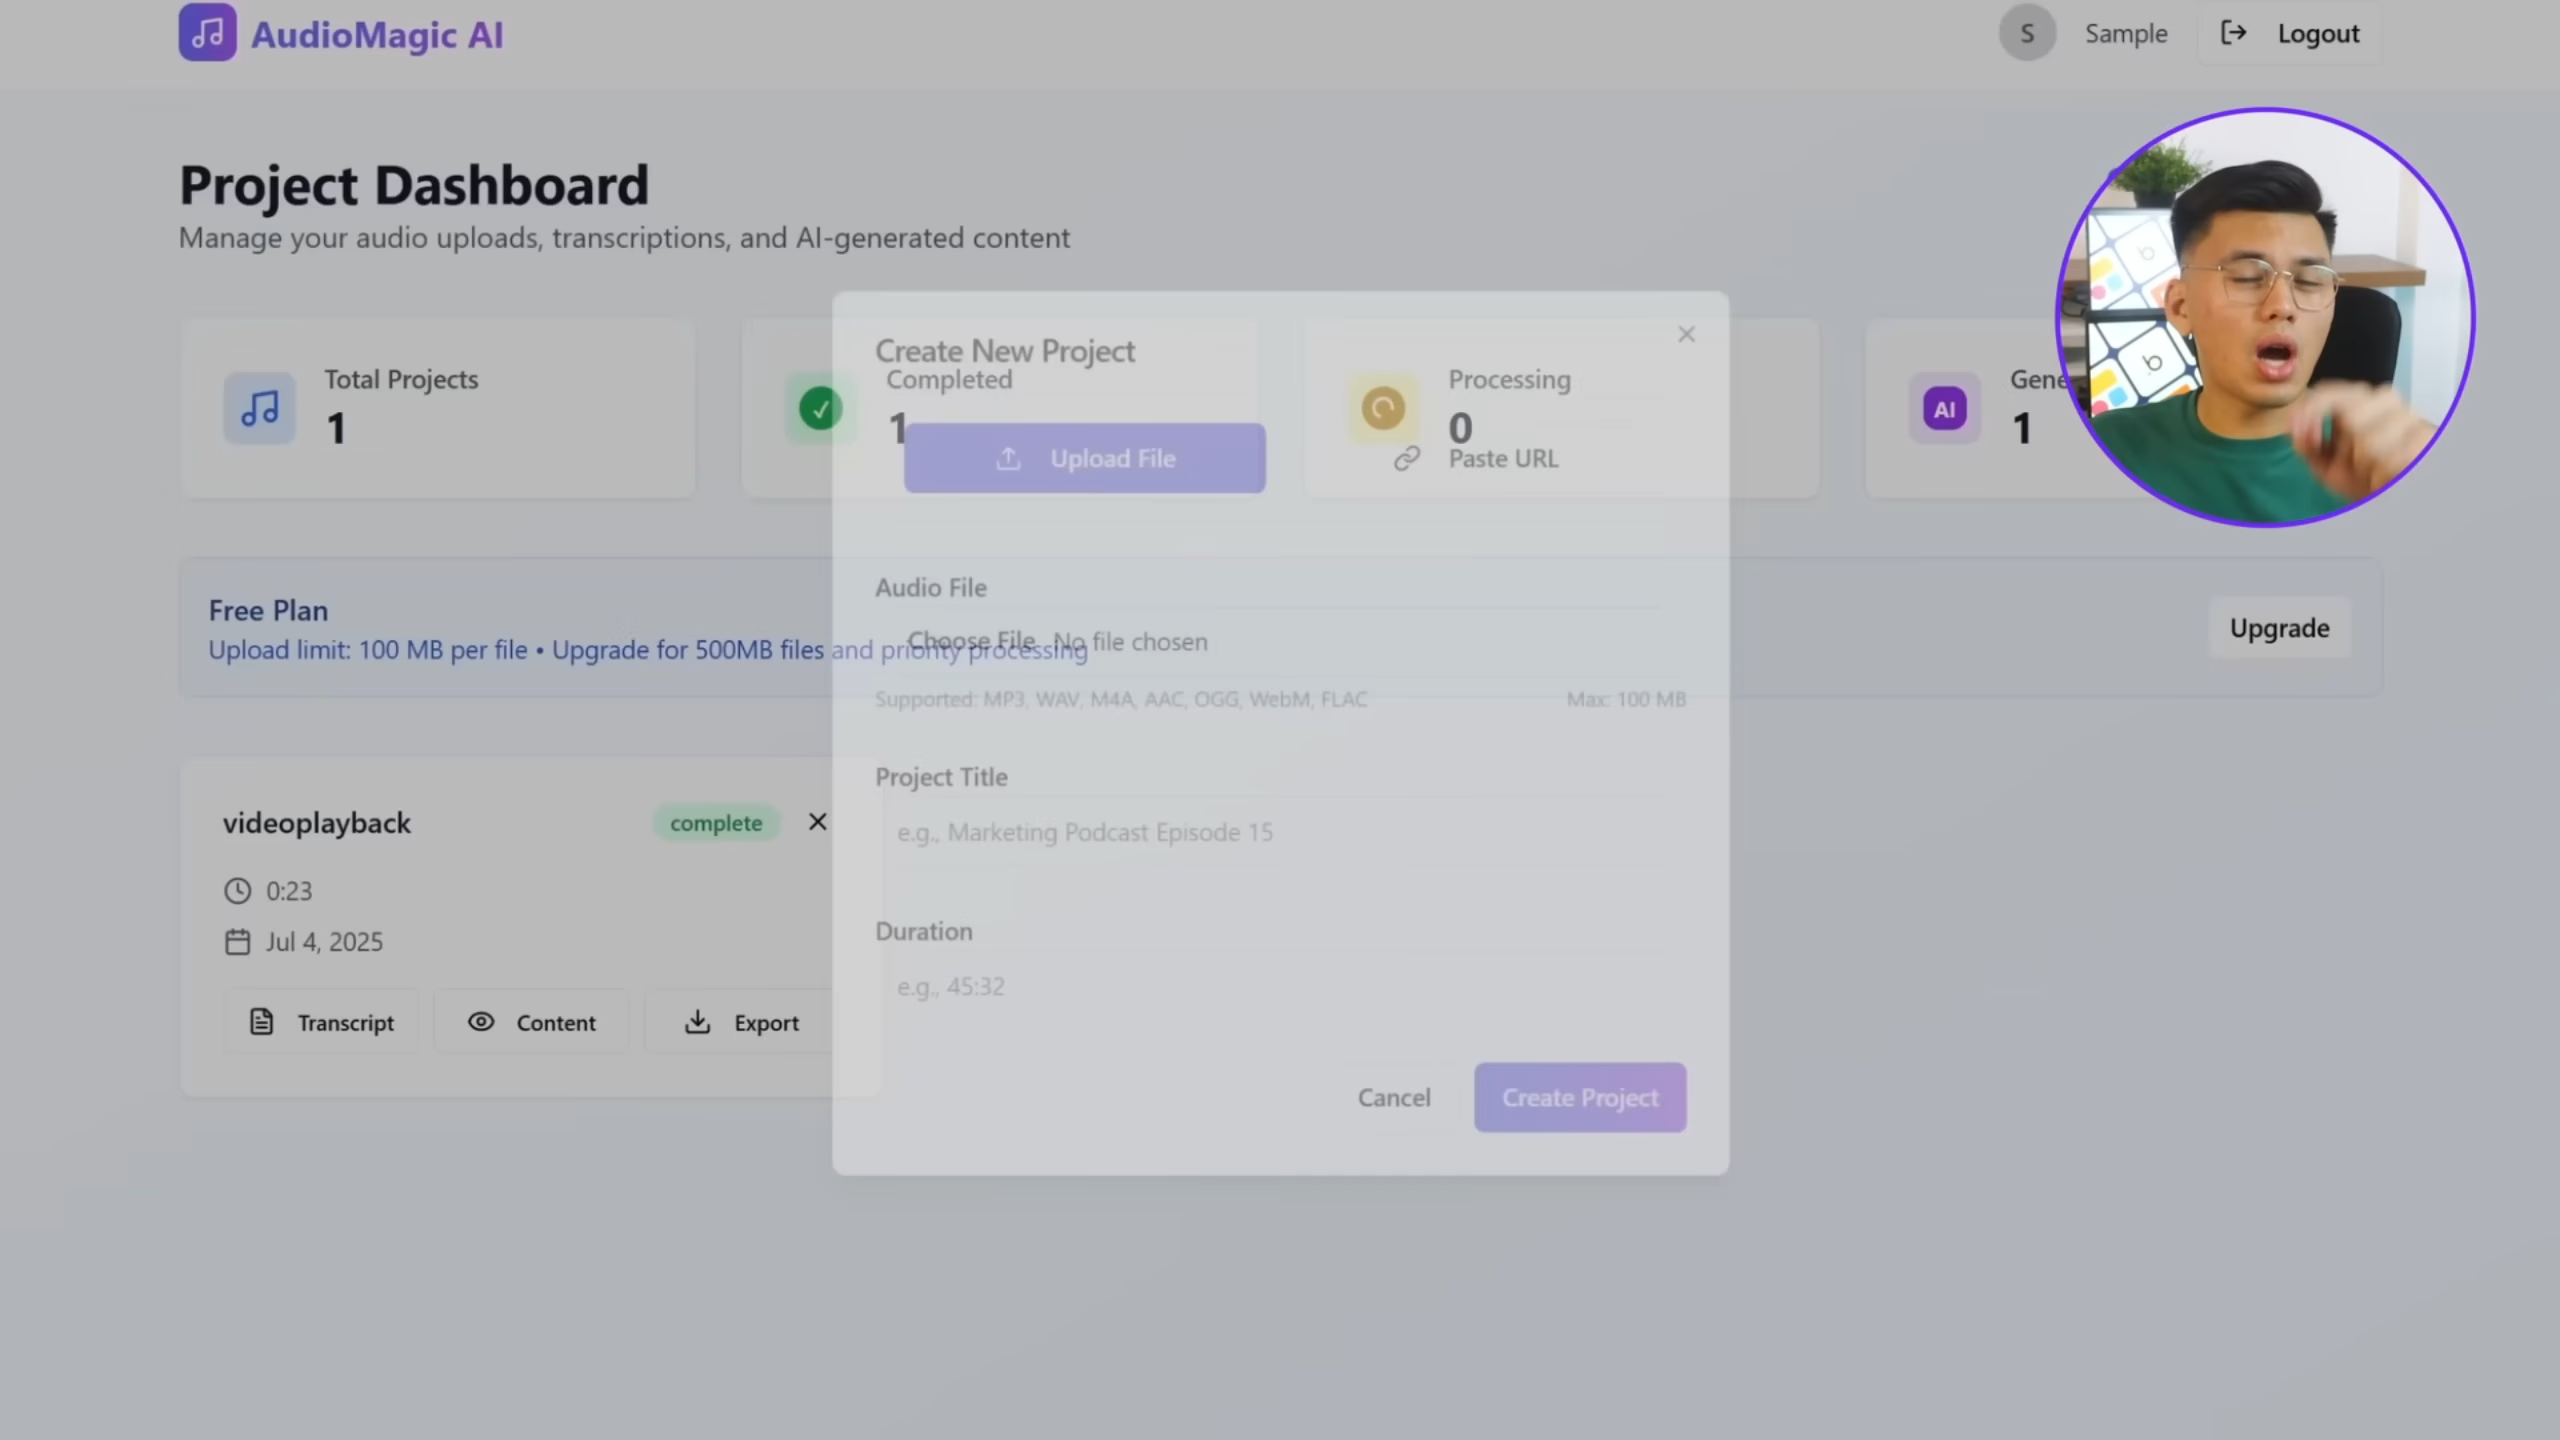 AudioMagic AI
S Sample Logout
Project Dashboard
Manage your audio uploads, transcriptions, and AI-generated content
Total Projects
1
Completed
1
Processing
0
AI
1
Create New Project
Upload File
Paste URL
Free Plan
Upload limit: 100 MB per file • Upgrade for 500MB files and priority processing
Upgrade
Audio File
Choose File No file chosen
Supported: MP3, WAV, M4A, AAC, OGG, WebM, FLAC Max: 100 MB
Project Title
e.g., Marketing Podcast Episode 15
Duration
e.g., 45:32
Cancel Create Project
videoplayback complete
0:23
Jul 4, 2025
Transcript Content Export
b
b